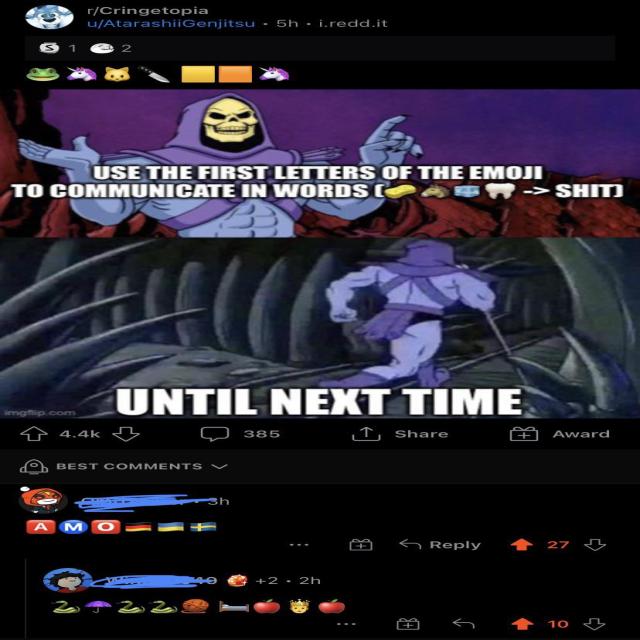 r/Cringetopia
u/AtarashiiGenjitsu • 5h • i.redd.it
S 1 2
🐸🦄🐱🔪 🟨🟧🦄
USE THE FIRST LETTERS OF THE EMOJI
TO COMMUNICATE IN WORDS ( -> SHIT)
UNTIL NEXT TIME
imgflip.com
4.4k 385 Share Award
BEST COMMENTS
3h
🅰Ⓜ🅾🇩🇪🇺🇦🇸🇪
... Reply 27
+2 • 2h
🐍☂🐍🐍🏀🛏🍎🤴🍎
... 10